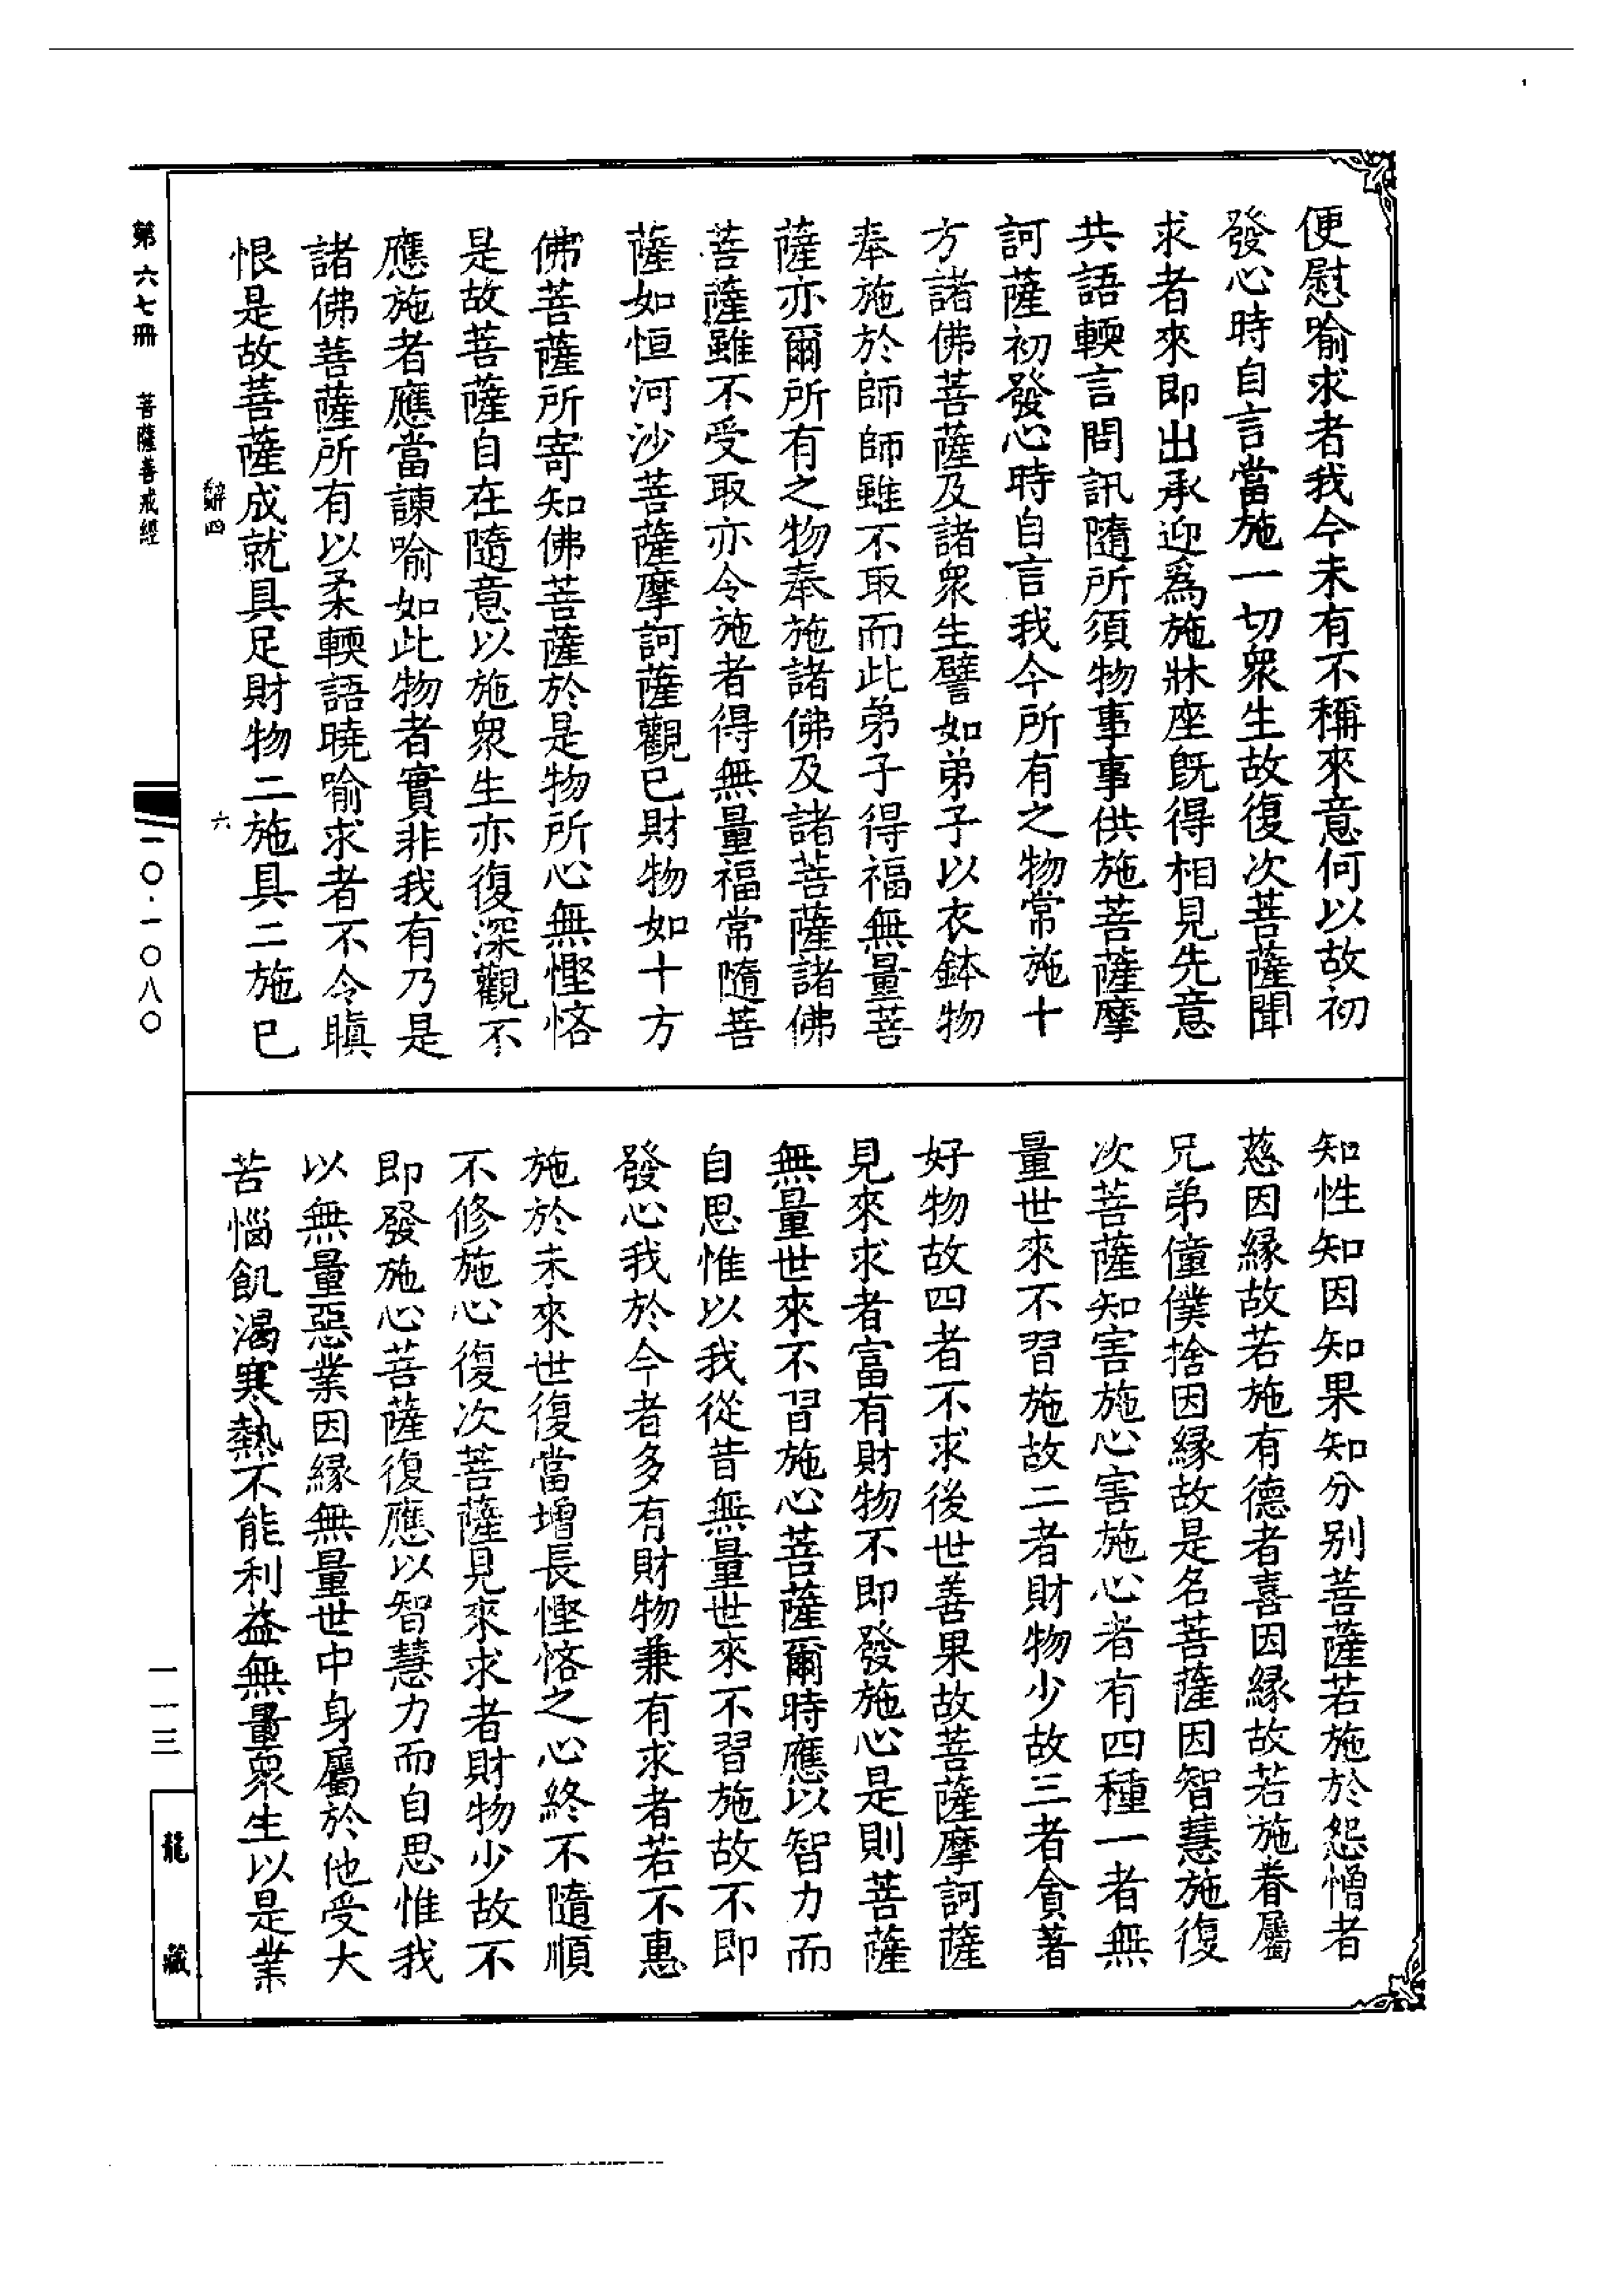 便慰喻求者我今未有不稱來意何以故初
發心時自言當施一切衆生故復次菩薩聞
求者來即出承迎爲施牀座旣得相見先意
共語輭言問訊隨所須物事事供施菩薩摩
訶薩初發心時自言我今所有之物常施十
方諸佛菩薩及諸衆生譬如弟子以衣鉢物
奉施於師師雖不取而此弟子得福無量菩
薩亦爾所有之物奉施諸佛及諸菩薩諸佛
菩薩雖不受取亦令施者得無量福常隨菩
薩如恒河沙菩薩摩訶薩觀已財物如十方
佛菩薩所寄知佛菩薩於是物所心無慳悋
是故菩薩自在隨意以施衆生亦復深觀不
應施者應當諫喻如此物者實非我有乃是
諸佛菩薩所有以柔輭語曉喻求者不令瞋
恨是故菩薩成就具足財物二施具二施已
知性知因知果知分别菩薩若施於怨憎者
慈因緣故若施有德者喜因緣故若施眷屬
兄弟僮僕捨因緣故是名菩薩因智慧施復
次菩薩知害施心害施心者有四種一者無
量世來不習施故二者財物少故三者貪著
好物故四者不求後世善果故菩薩摩訶薩
見來求者富有財物不即發施心是則菩薩
無量世來不習施心菩薩爾時應以智力而
自思惟以我從昔無量世來不習施故不即
發心我於今者多有財物兼有求者若不惠
施於未來世復當增長慳悋之心終不隨順
不修施心復次菩薩見來求者財物少故不
即發施心菩薩復應以智慧力而自思惟我
以無量惡業因緣無量世中身屬於他受大
苦惱飢渴寒熱不能利益無量衆生以是業
第六七冊 菩薩善戒經
一〇·一〇八〇
一一三
龍藏
四
六